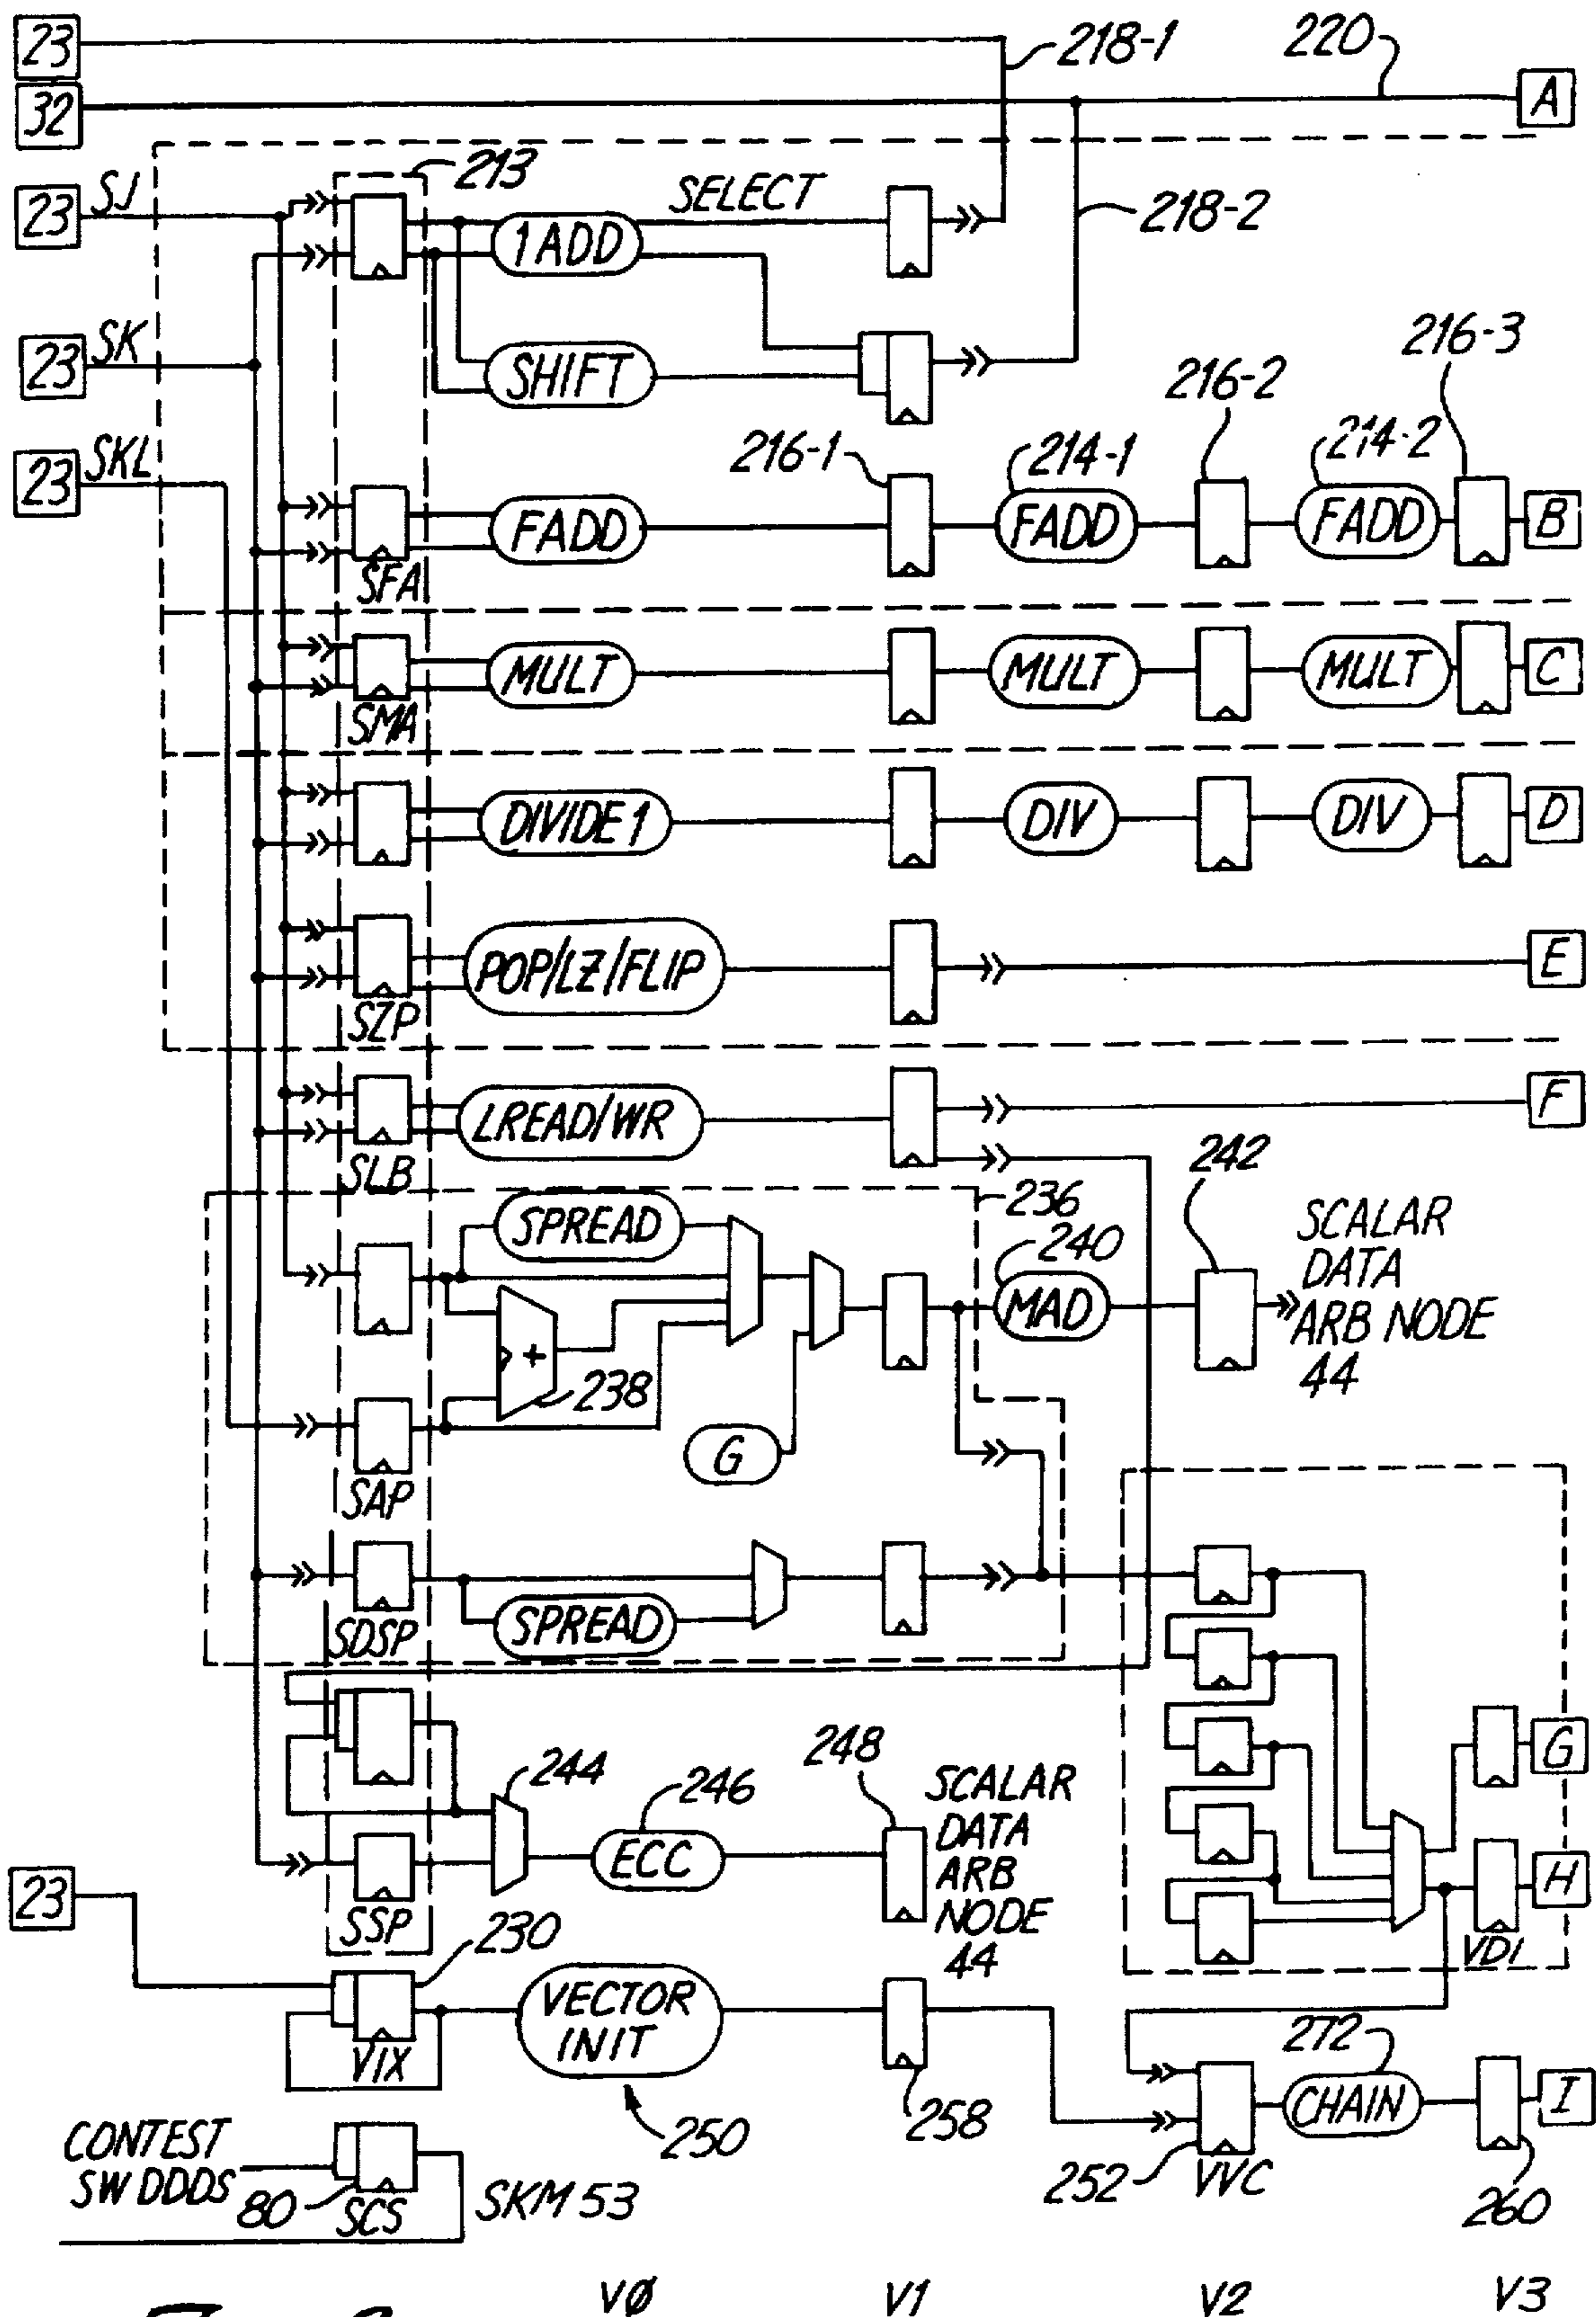 23
218-1
220
32
A
213
SJ
23
SELECT
1ADD
218-2
SK
23
SHIFT
216-3
216-2
SKL
23
216-1
214-1
214-2
FADD
FADD
FADD
B
SFA
MULT
MULT
MULT
C
SMA
DIVIDE 1
DIV
DIV
D
POP/LZ/FLIP
E
SZP
LREAD/WR
F
SLB
242
SPREAD
236
240
MAD
SCALAR
DATA
ARB NODE
44
+
238
G
SAP
SDSP
SPREAD
244
246
248
SCALAR
DATA
ARB
NODE
44
ECC
G
23
H
SSP
230
VDI
VECTOR
INIT
VIX
250
258
272
CHAIN
I
252
VVC
260
CONTEST
SW DDDS
80
SCS
SKM 53
VØ
V1
V2
V3